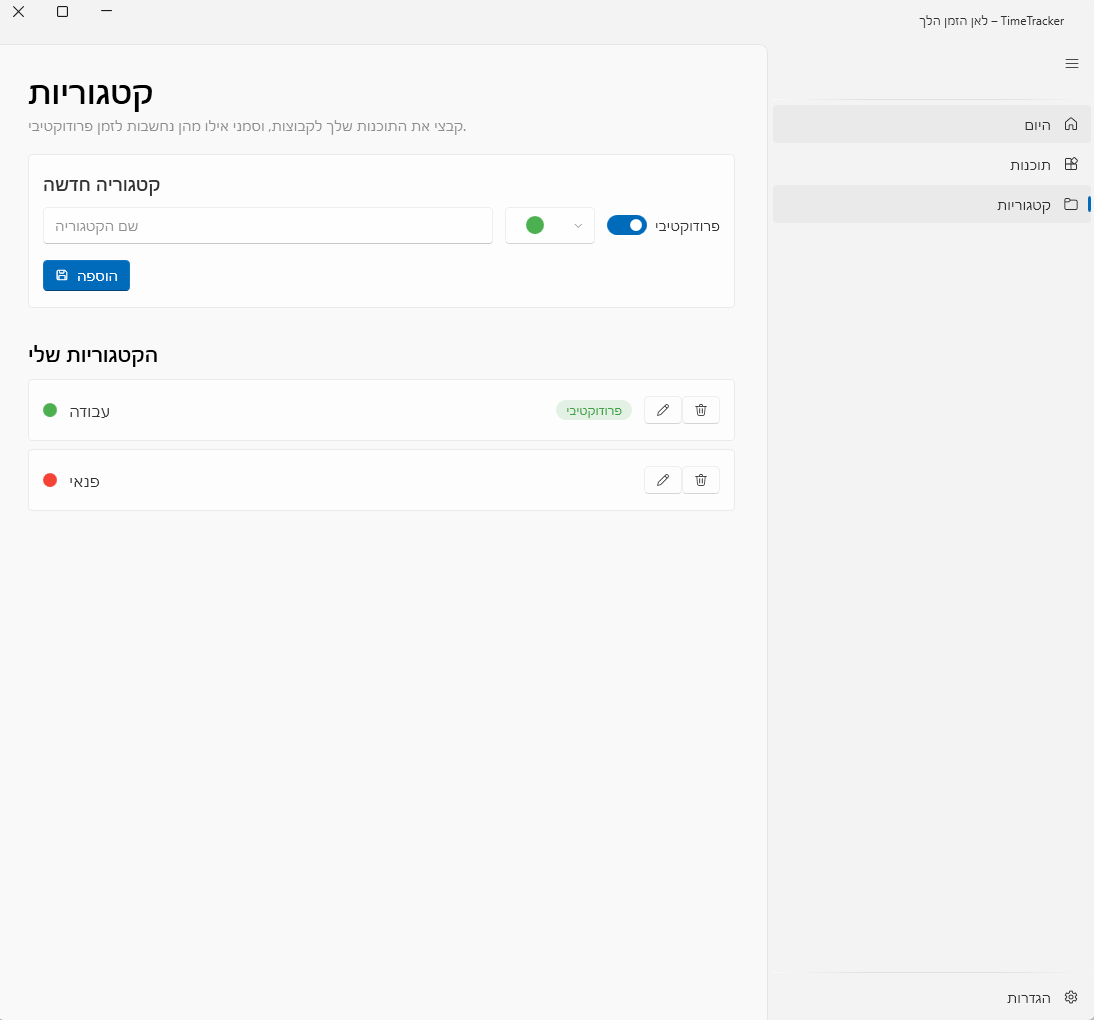 TimeTracker – לאן הזמן הלך
היום
תוכנות
קטגוריות
הגדרות
קטגוריות
קבצי את התוכנות שלך לקבוצות, וסמני אילו מהן נחשבות לזמן פרודוקטיבי.
קטגוריה חדשה
שם הקטגוריה
פרודוקטיבי
הוספה
הקטגוריות שלי
עבודה
פרודוקטיבי
פנאי